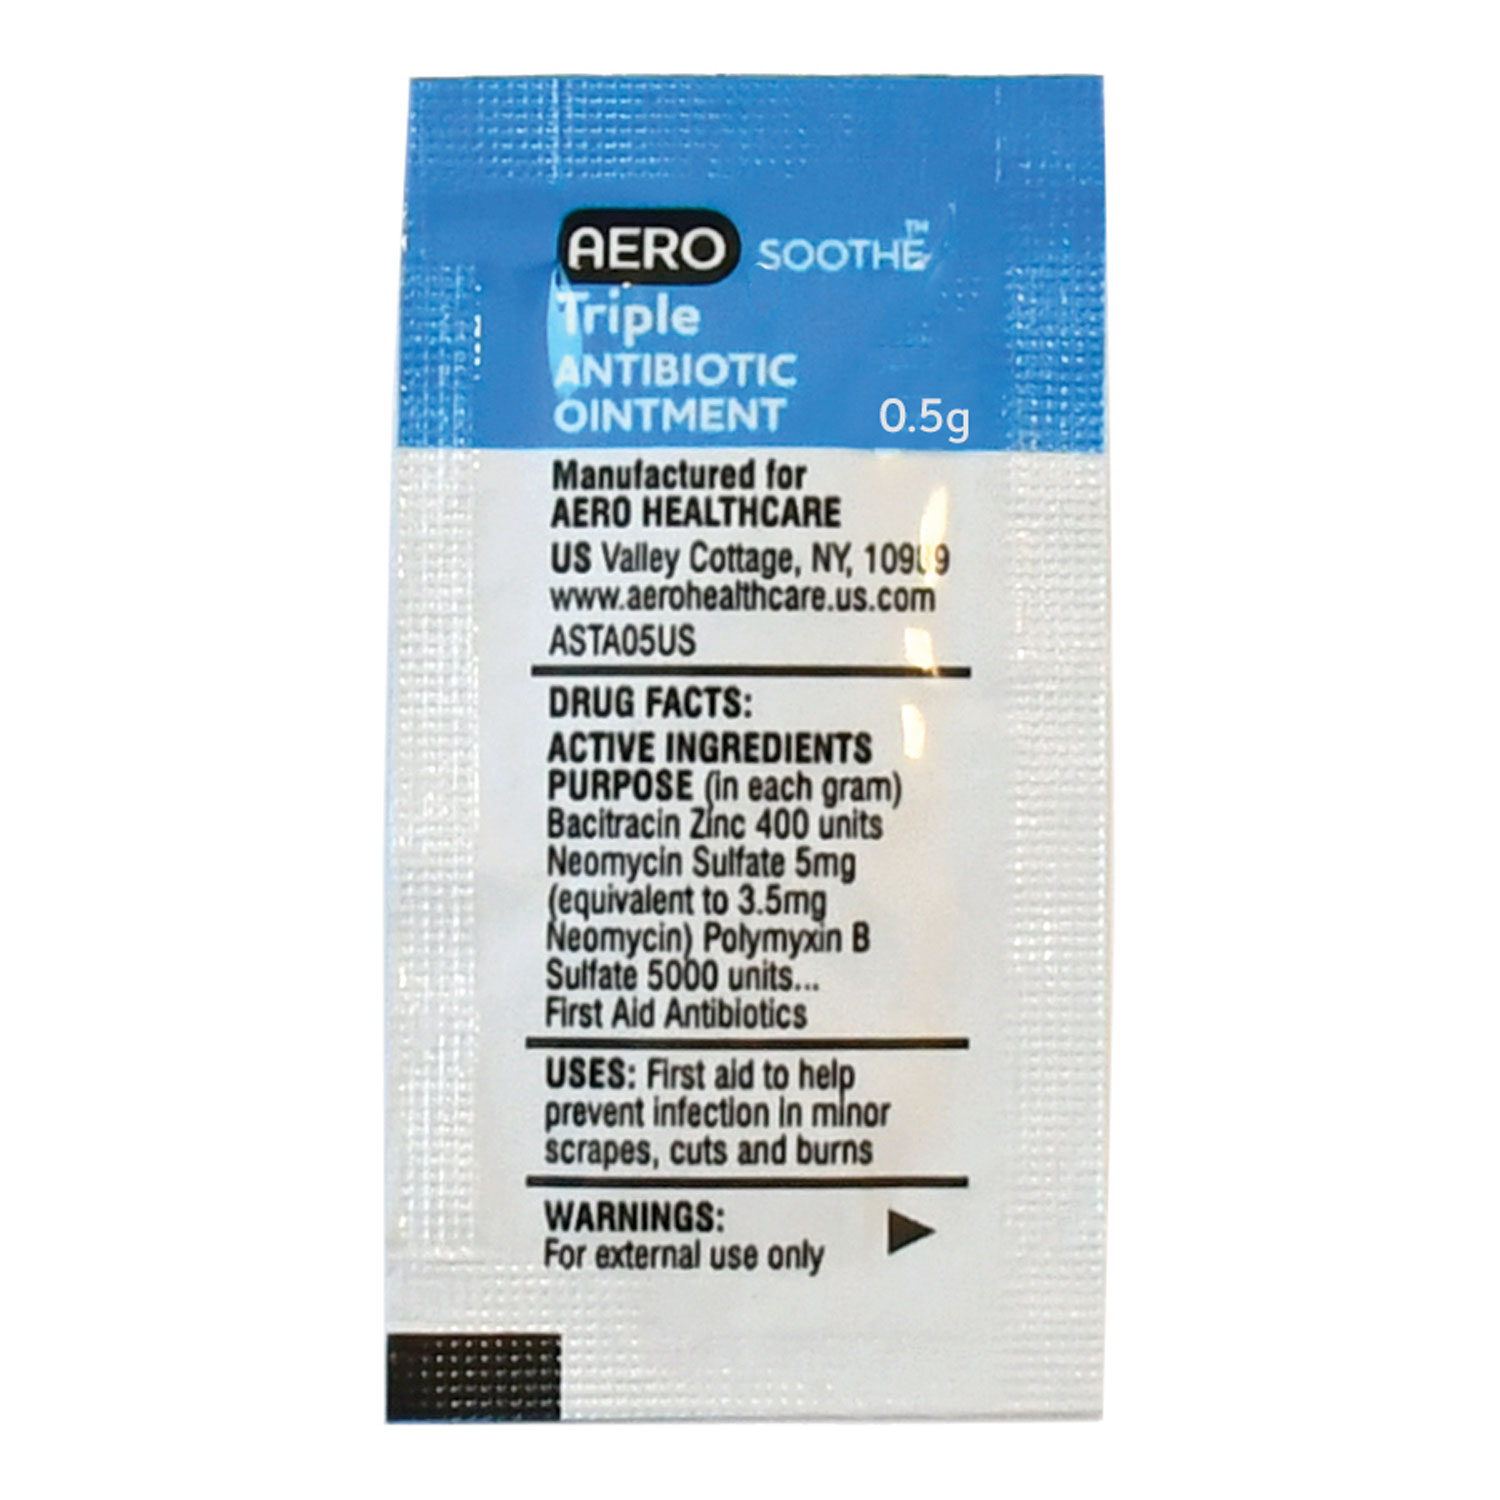 AERO SOOTHE™
Triple
ANTIBIOTIC
OINTMENT 0.5g
Manufactured for
AERO HEALTHCARE
US Valley Cottage, NY,
www.aerohealthcare.us.com
ASTA05US
DRUG FACTS:
ACTIVE INGREDIENTS
PURPOSE (in each gram)
Bacitracin Zinc 400 units
Neomycin Sulfate 5mg
(equivalent to 3.5mg
Neomycin) Polymyxin B
Sulfate 5000 units...
First Aid Antibiotics
USES: First aid to help
prevent infection in minor
scrapes, cuts and burns
WARNINGS:
For external use only